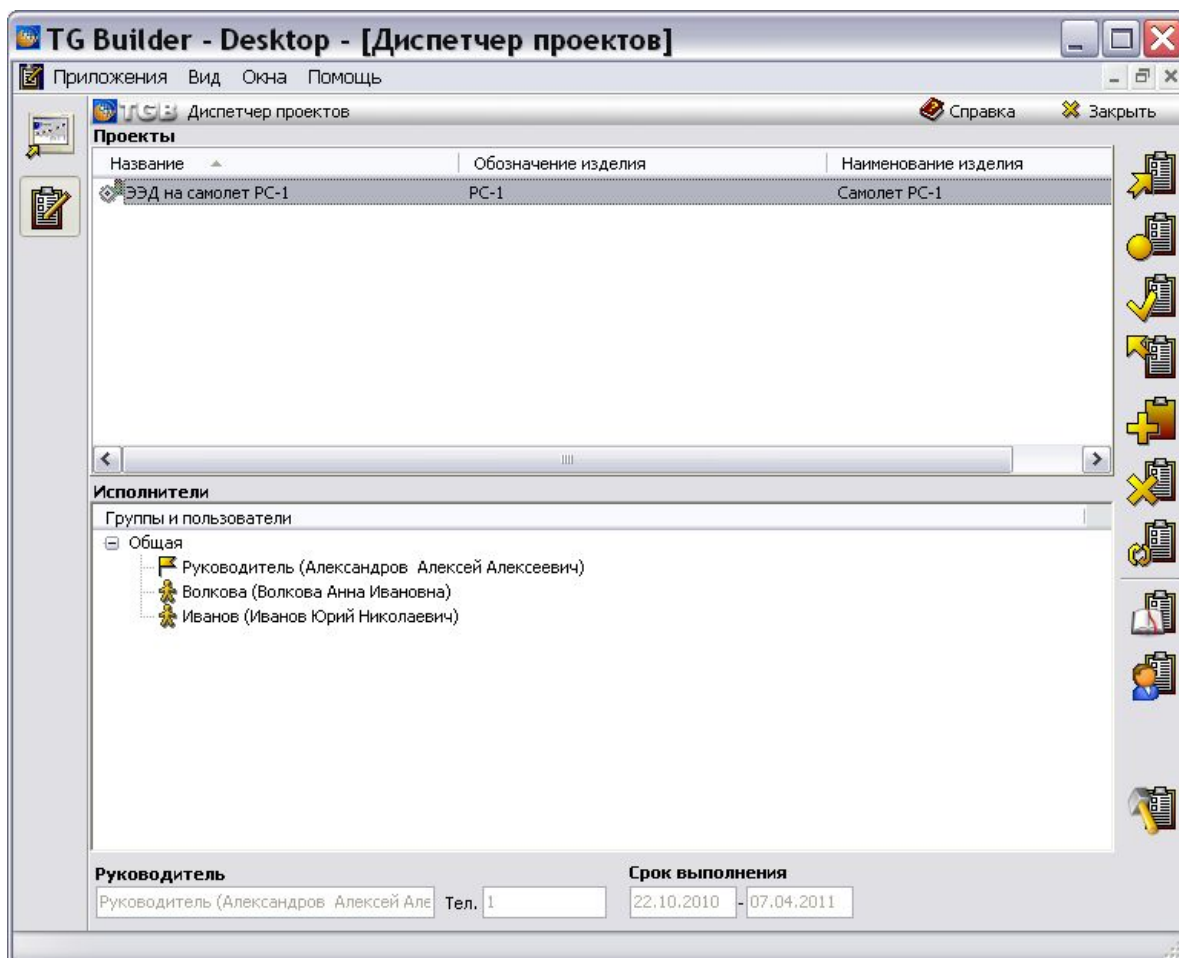 TG Builder - Desktop - [Диспетчер проектов]
Приложения Вид Окна Помощь
TGB Диспетчер проектов Справка Закрыть
Проекты
Название Обозначение изделия Наименование изделия
ЭЭД на самолет РС-1 РС-1 Самолет РС-1
Исполнители
Группы и пользователи
Общая
Руководитель (Александров Алексей Алексеевич)
Волкова (Волкова Анна Ивановна)
Иванов (Иванов Юрий Николаевич)
Руководитель Срок выполнения
Руководитель (Александров Алексей Але Тел. 1 22.10.2010 - 07.04.2011